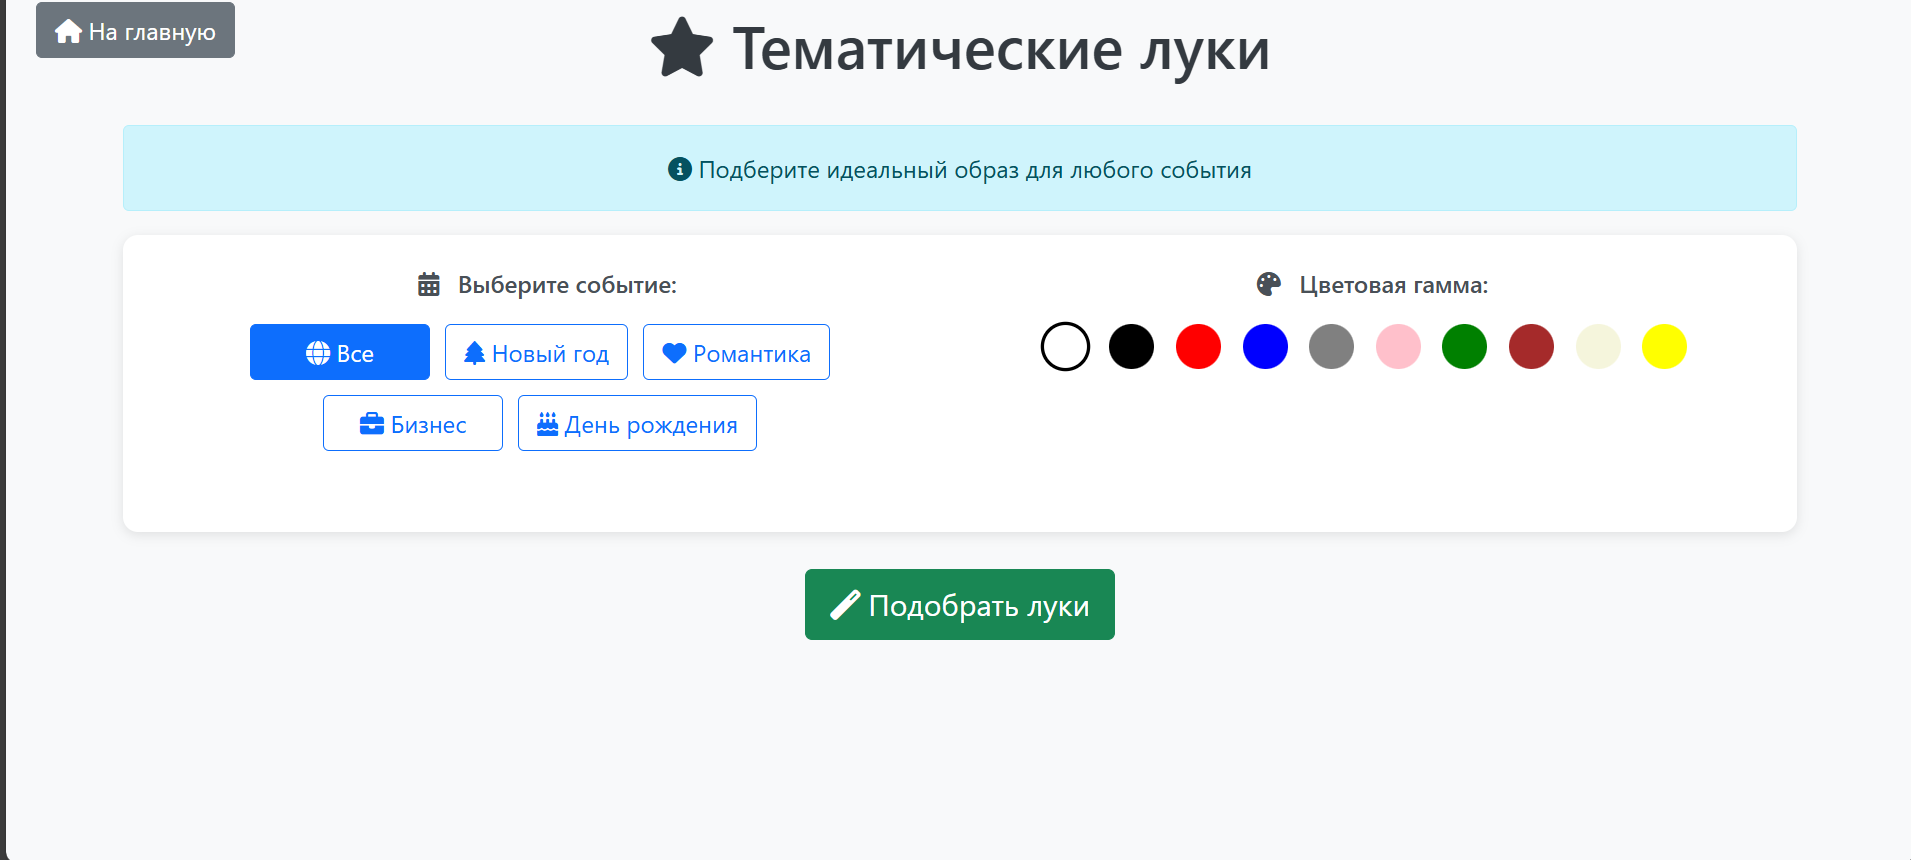 На главную
Тематические луки
Подберите идеальный образ для любого события
Выберите событие:
Все
Новый год
Романтика
Бизнес
День рождения
Цветовая гамма:
Подобрать луки